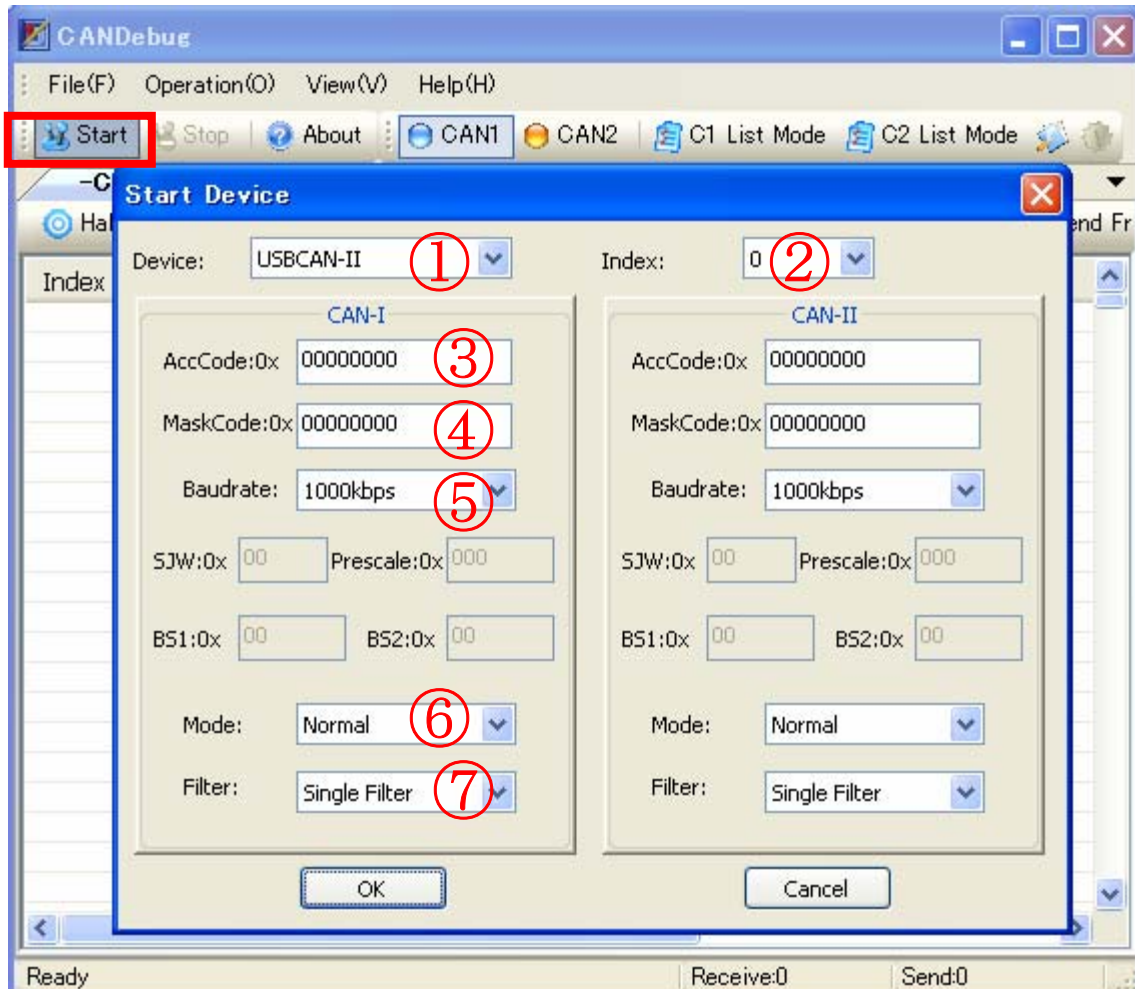 CANDebug
File(F) Operation(O) View(V) Help(H)
Start Stop About CAN1 CAN2 C1 List Mode C2 List Mode
Start Device
Index
Device: USBCAN-II ① Index: 0 ②
CAN-I CAN-II
AccCode:0x 00000000 ③ AccCode:0x 00000000
MaskCode:0x 00000000 ④ MaskCode:0x 00000000
Baudrate: 1000kbps ⑤ Baudrate: 1000kbps
SJW:0x 00 Prescale:0x 000 SJW:0x 00 Prescale:0x 000
BS1:0x 00 BS2:0x 00 BS1:0x 00 BS2:0x 00
Mode: Normal ⑥ Mode: Normal
Filter: Single Filter ⑦ Filter: Single Filter
OK Cancel
Ready Receive:0 Send:0